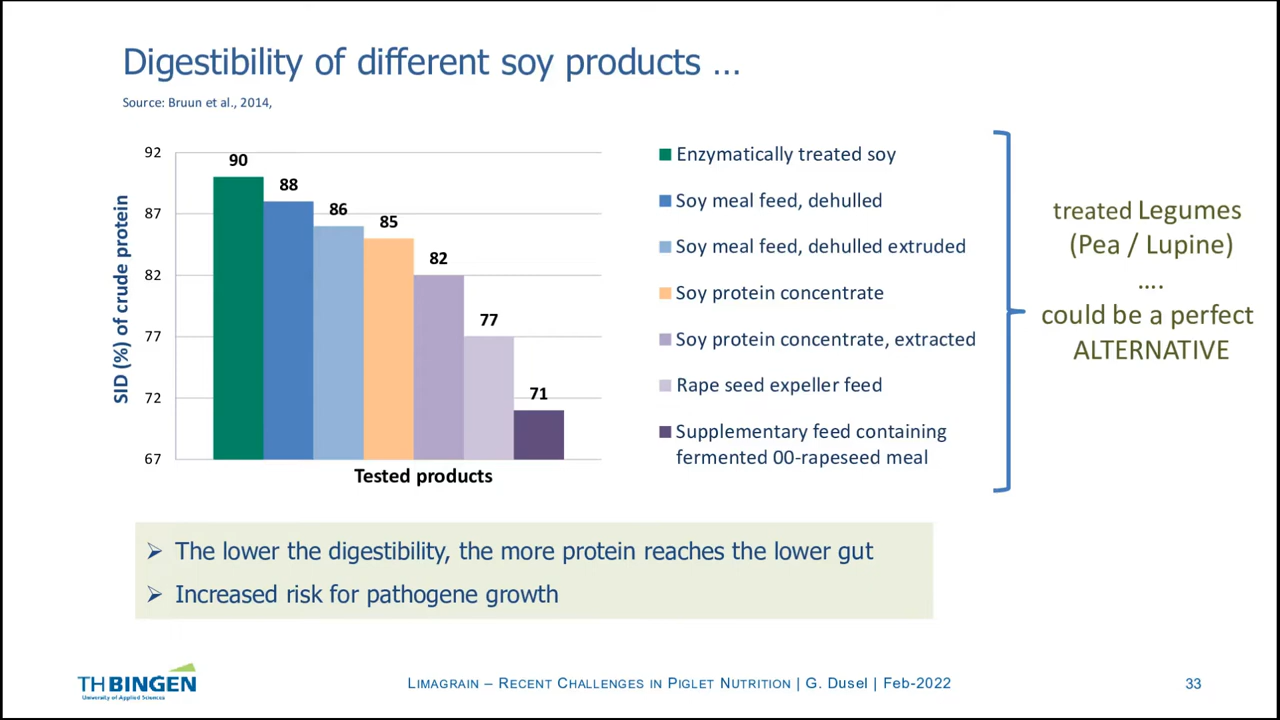 Digestibility of different soy products ...
Source: Bruun et al., 2014,
SID (%) of crude protein
92
87
82
77
72
67
90
88
86
85
82
77
71
Tested products
Enzymatically treated soy
Soy meal feed, dehulled
Soy meal feed, dehulled extruded
Soy protein concentrate
Soy protein concentrate, extracted
Rape seed expeller feed
Supplementary feed containing
fermented 00-rapeseed meal
treated Legumes
(Pea / Lupine)
....
could be a perfect
ALTERNATIVE
➢ The lower the digestibility, the more protein reaches the lower gut
➢ Increased risk for pathogene growth
TH BINGEN
University of Applied Sciences
LIMAGRAIN – RECENT CHALLENGES IN PIGLET NUTRITION | G. Dusel | Feb-2022
33